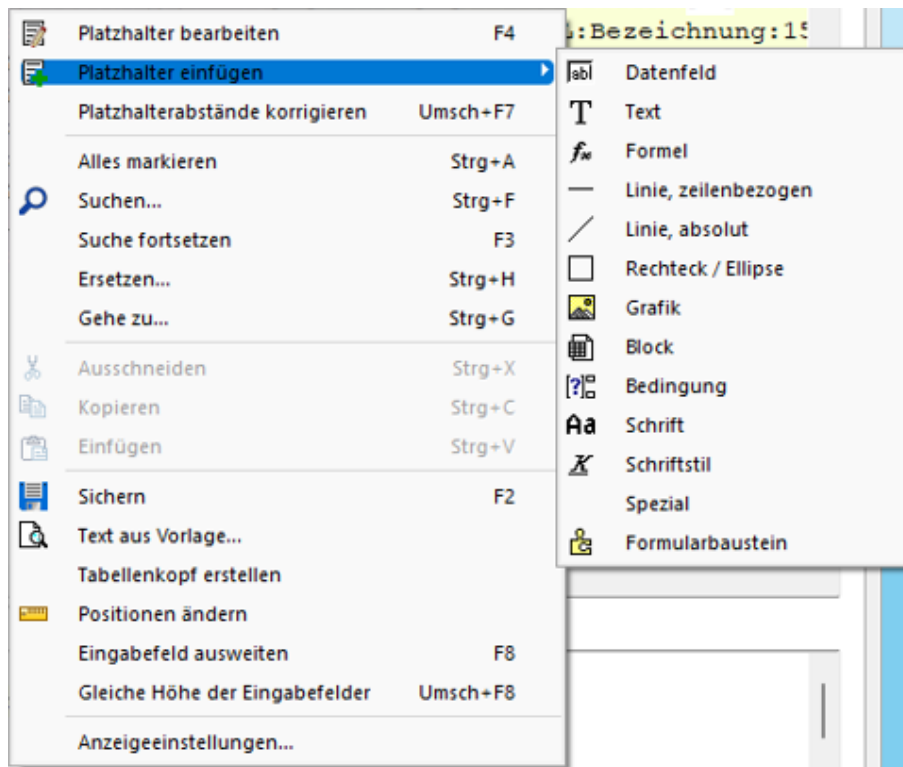 Platzhalter bearbeiten F4
:Bezeichnung:15
Platzhalter einfügen
Platzhalterabstände korrigieren Umsch+F7
Alles markieren Strg+A
Suchen... Strg+F
Suche fortsetzen F3
Ersetzen... Strg+H
Gehe zu... Strg+G
Ausschneiden Strg+X
Kopieren Strg+C
Einfügen Strg+V
Sichern F2
Text aus Vorlage...
Tabellenkopf erstellen
Positionen ändern
Eingabefeld ausweiten F8
Gleiche Höhe der Eingabefelder Umsch+F8
Anzeigeeinstellungen...
Datenfeld
Text
Formel
Linie, zeilenbezogen
Linie, absolut
Rechteck / Ellipse
Grafik
Block
Bedingung
Schrift
Schriftstil
Spezial
Formularbaustein